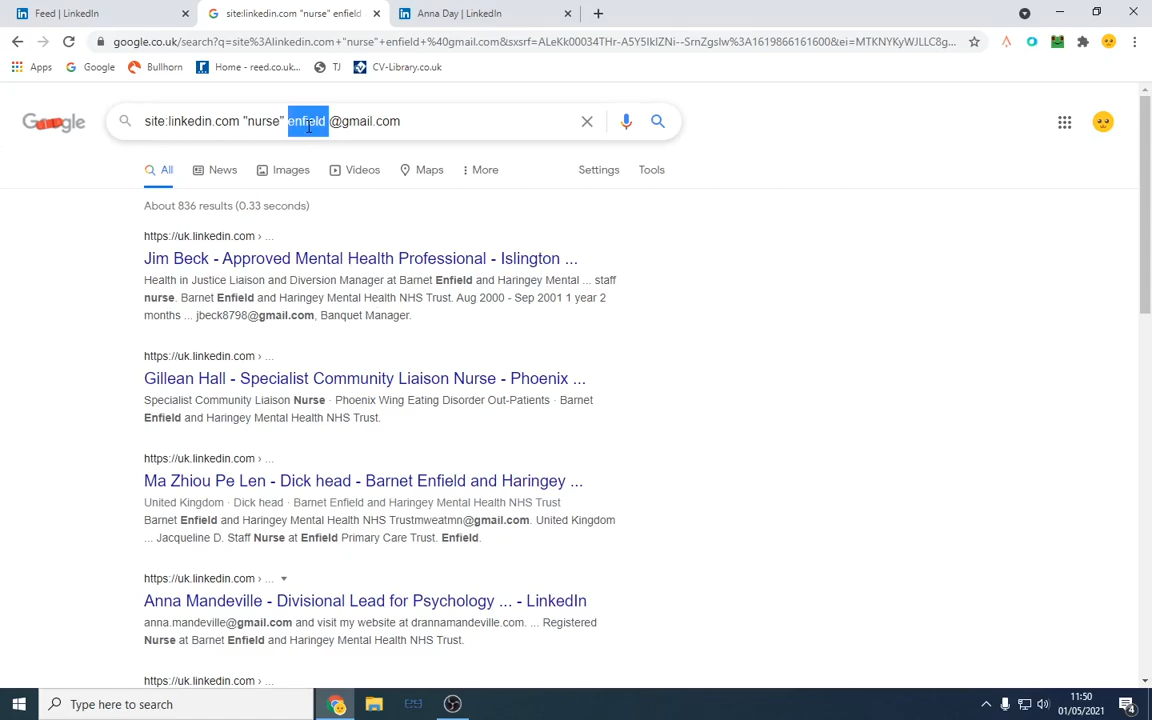 Feed | LinkedIn
site:linkedin.com "nurse" enfield
Anna Day | LinkedIn
google.co.uk/search?q=site%3Alinkedin.com+"nurse"+enfield+%40gmail.com&sxsrf=ALeKk00034THr-A5Y5IkIZNi--SrnZgslw%3A1619866161600&ei=MTKNYKyWJLLC8g...
Apps
Google
Bullhorn
Home - reed.co.uk...
TJ
CV-Library.co.uk
site:linkedin.com "nurse" enfield @gmail.com
All
News
Images
Videos
Maps
More
Settings
Tools
About 836 results (0.33 seconds)
https://uk.linkedin.com › ...
Jim Beck - Approved Mental Health Professional - Islington ...
Health in Justice Liaison and Diversion Manager at Barnet Enfield and Haringey Mental ... staff
nurse. Barnet Enfield and Haringey Mental Health NHS Trust. Aug 2000 - Sep 2001 1 year 2
months ... jbeck8798@gmail.com, Banquet Manager.
https://uk.linkedin.com › ...
Gillean Hall - Specialist Community Liaison Nurse - Phoenix ...
Specialist Community Liaison Nurse · Phoenix Wing Eating Disorder Out-Patients · Barnet
Enfield and Haringey Mental Health NHS Trust.
https://uk.linkedin.com › ...
Ma Zhiou Pe Len - Dick head - Barnet Enfield and Haringey ...
United Kingdom · Dick head · Barnet Enfield and Haringey Mental Health NHS Trust
Barnet Enfield and Haringey Mental Health NHS Trustmweatmn@gmail.com. United Kingdom
... Jacqueline D. Staff Nurse at Enfield Primary Care Trust. Enfield.
https://uk.linkedin.com › ...
Anna Mandeville - Divisional Lead for Psychology ... - LinkedIn
anna.mandeville@gmail.com and visit my website at drannamandeville.com. ... Registered
Nurse at Barnet Enfield and Haringey Mental Health NHS Trust.
https://uk.linkedin.com › ...
Type here to search
11:50
01/05/2021
4